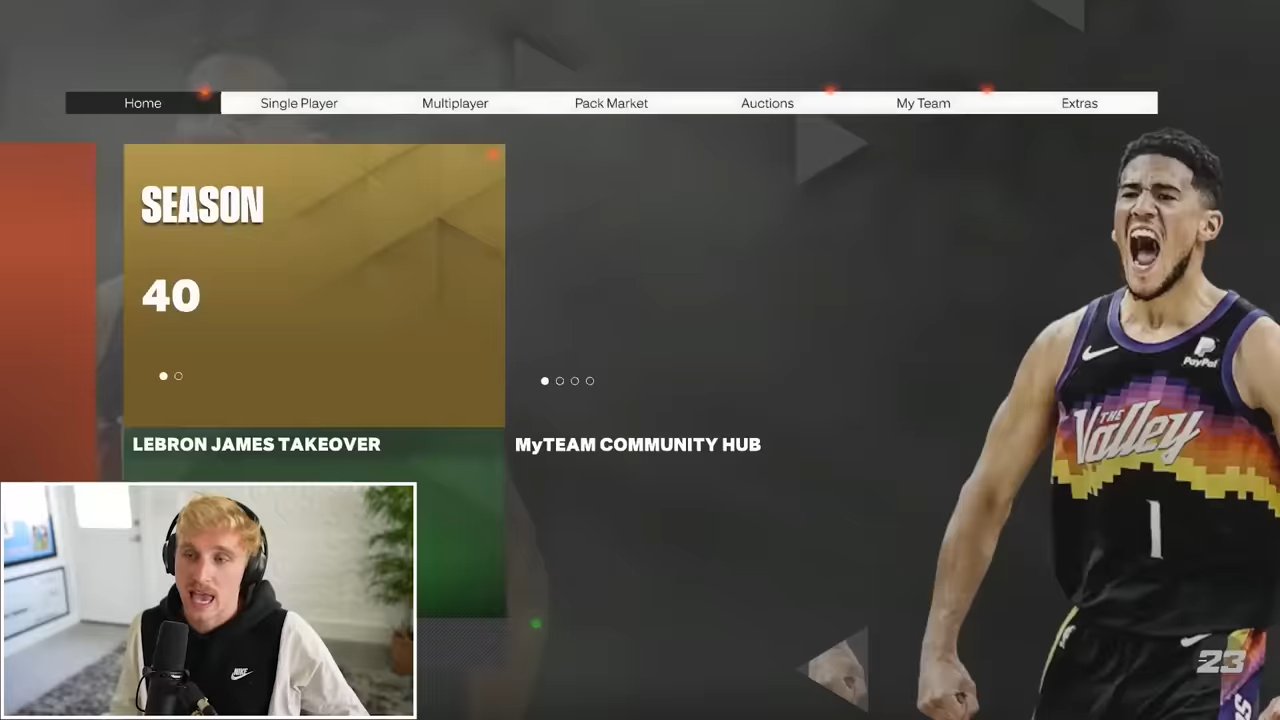 Home
Single Player
Multiplayer
Pack Market
Auctions
My Team
Extras
SEASON
40
LEBRON JAMES TAKEOVER
MyTEAM COMMUNITY HUB
PayPal
THE
Valley
1
NIKE
23